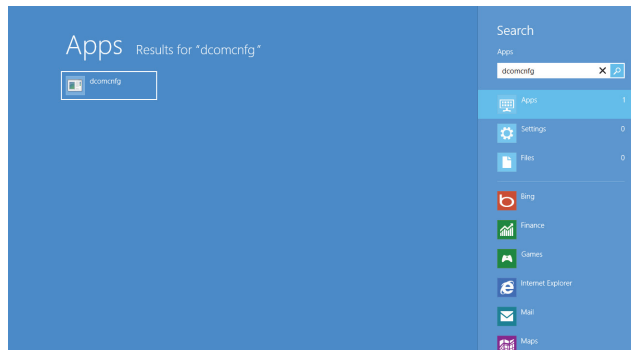 Apps Results for "dcomcnfg"
dcomcnfg
Search
Apps
dcomcnfg
Apps 1
Settings 0
Files 0
Bing
Finance
Games
Internet Explorer
Mail
Maps